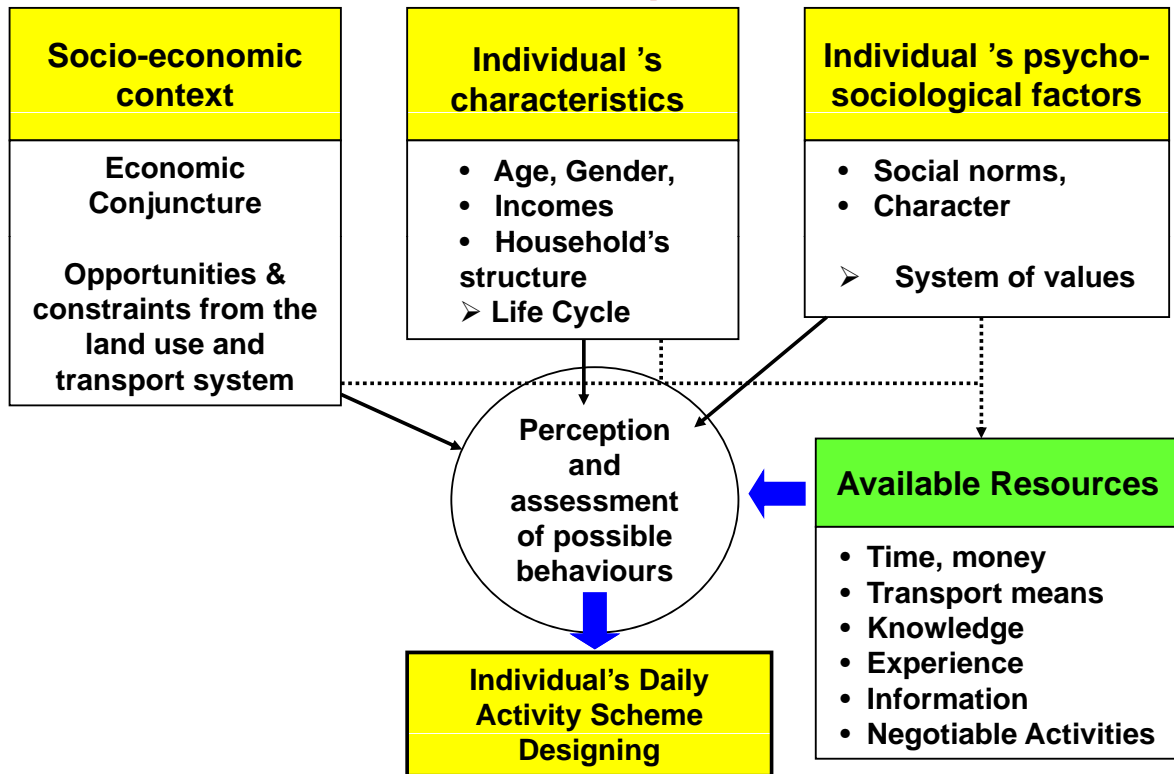 Socio-economic
context
Economic
Conjuncture
Opportunities &
constraints from the
land use and
transport system
Individual 's
characteristics
• Age, Gender,
• Incomes
• Household's
structure
➢ Life Cycle
Individual 's psycho-
sociological factors
• Social norms,
• Character
➢ System of values
Perception
and
assessment
of possible
behaviours
Available Resources
• Time, money
• Transport means
• Knowledge
• Experience
• Information
• Negotiable Activities
Individual's Daily
Activity Scheme
Designing